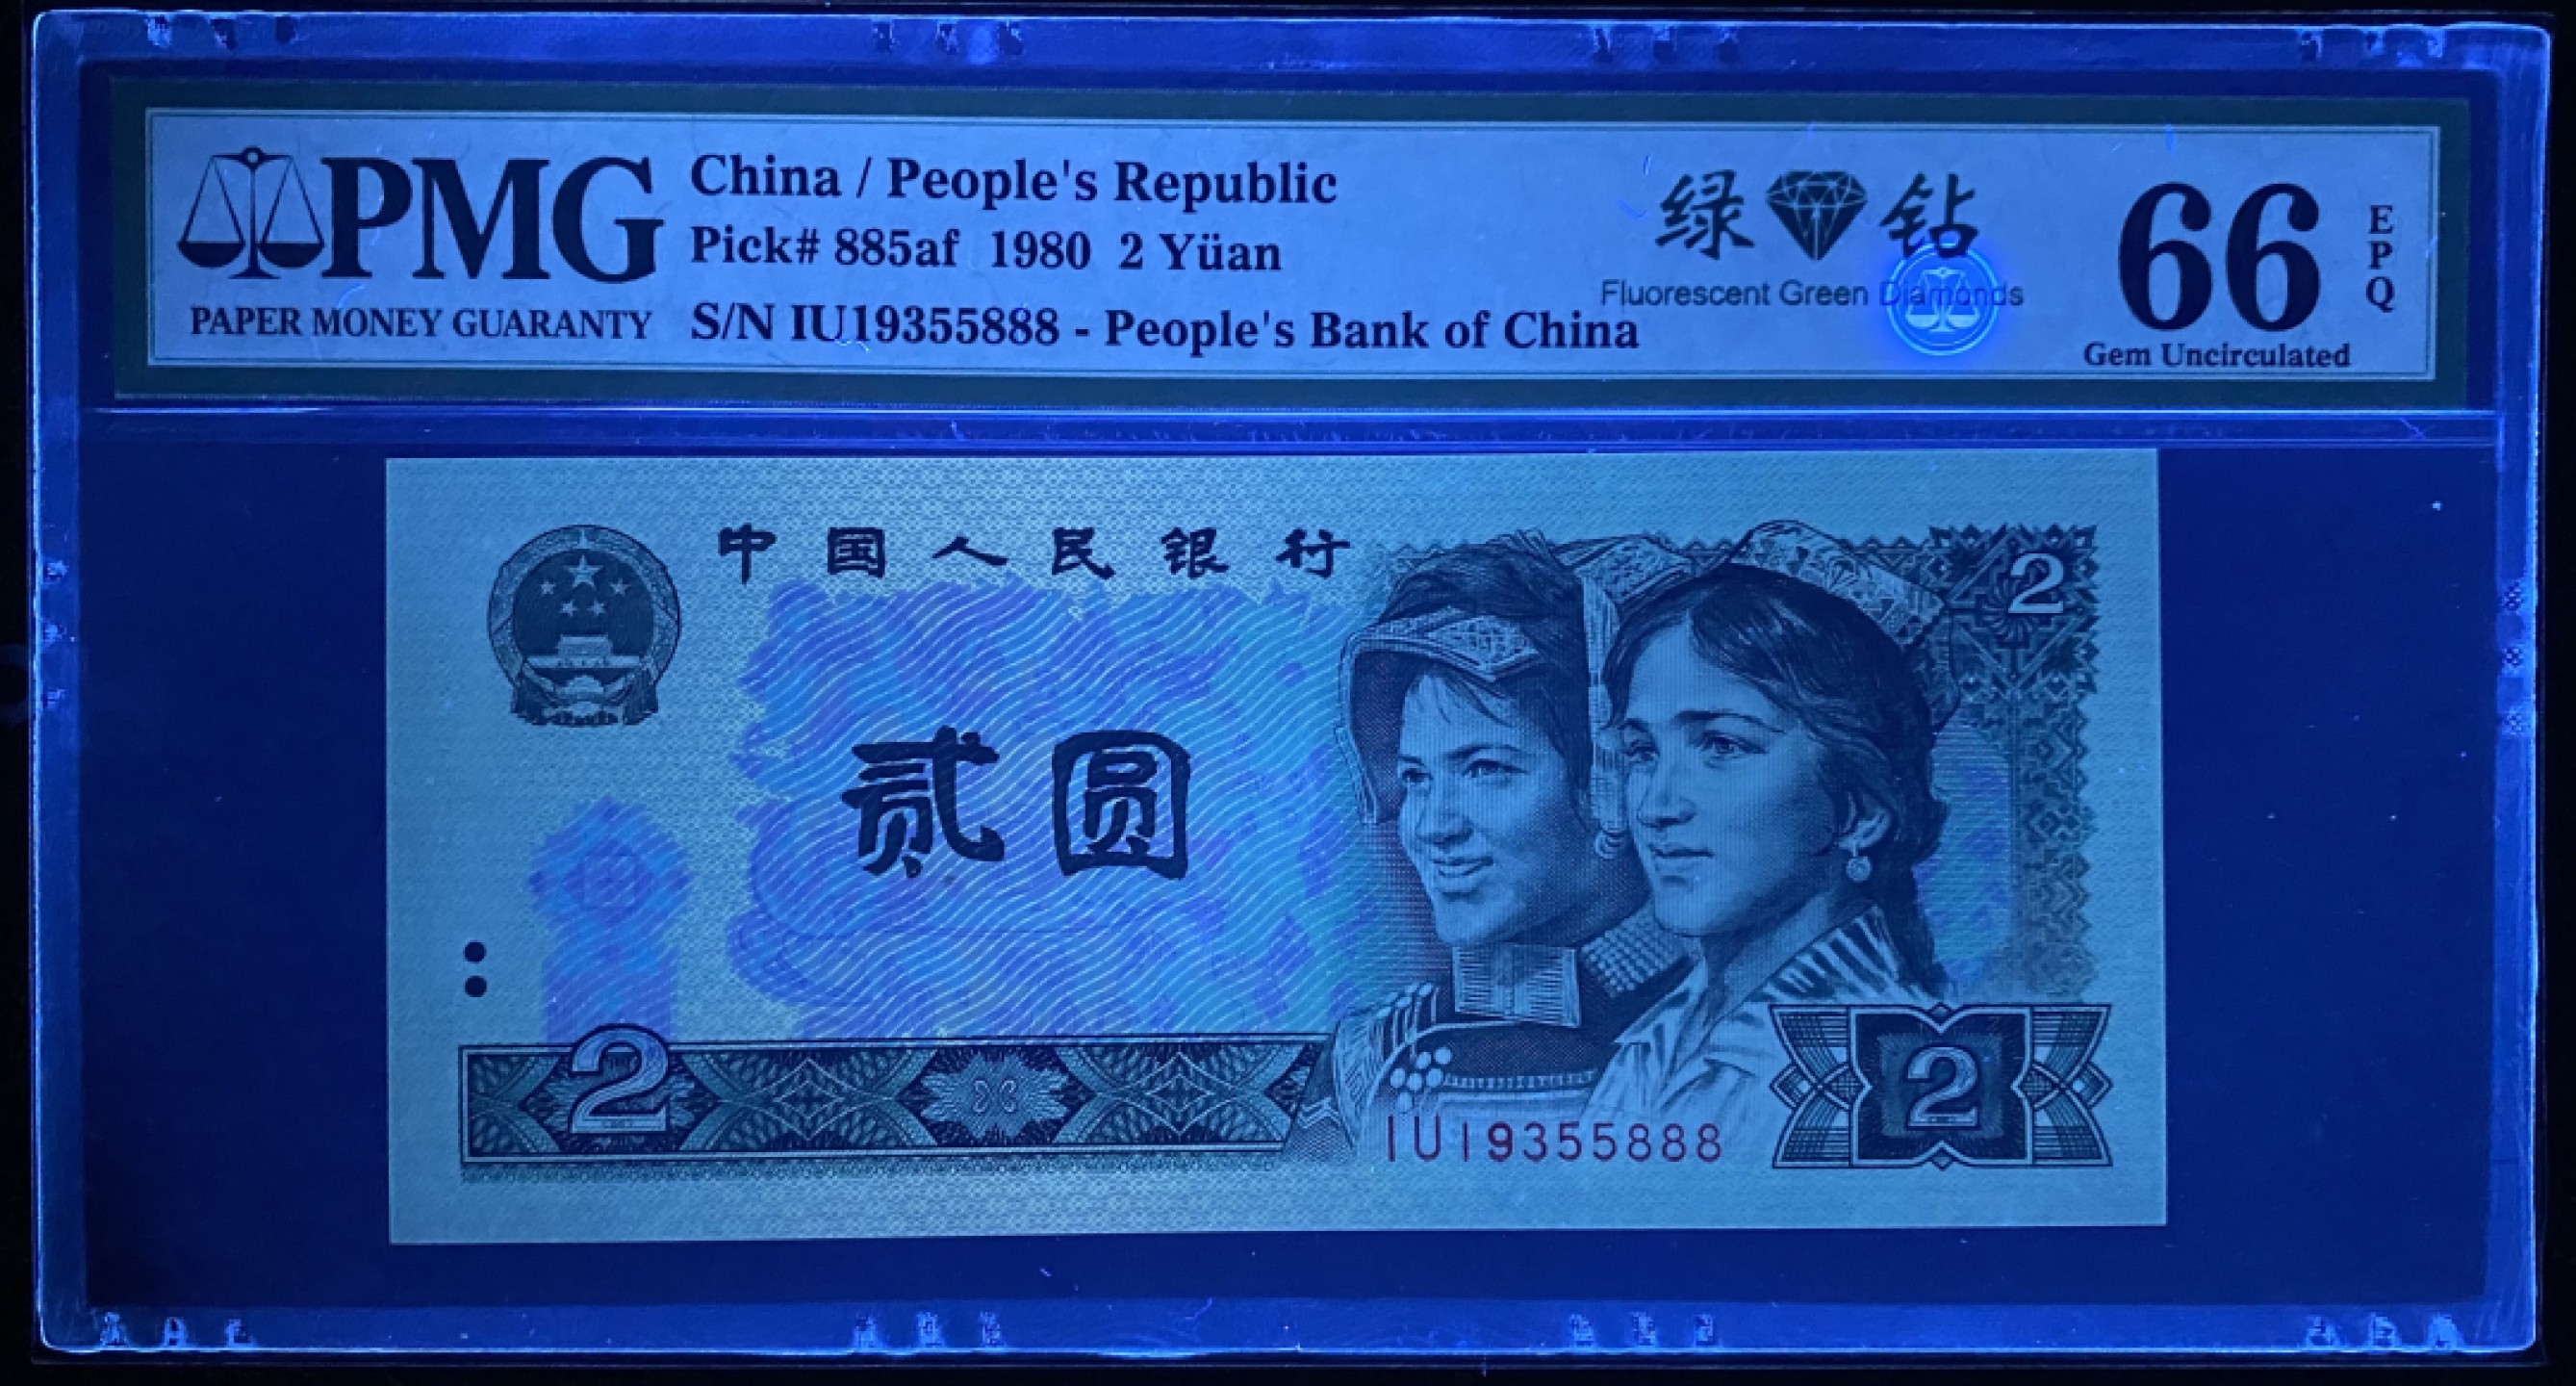 PMG
PAPER MONEY GUARANTY
China / People's Republic
Pick# 885af 1980 2 Yüan
S/N IU19355888 - People's Bank of China
绿钻
Fluorescent Green Diamonds
66
EPQ
Gem Uncirculated
中国人民银行
2
贰圆
2
IU19355888
2